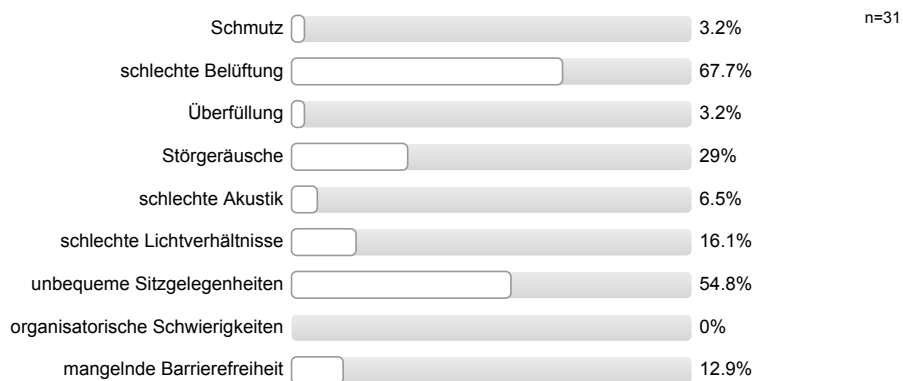 Schmutz 3.2% n=31
schlechte Belüftung 67.7%
Überfüllung 3.2%
Störgeräusche 29%
schlechte Akustik 6.5%
schlechte Lichtverhältnisse 16.1%
unbequeme Sitzgelegenheiten 54.8%
organisatorische Schwierigkeiten 0%
mangelnde Barrierefreiheit 12.9%